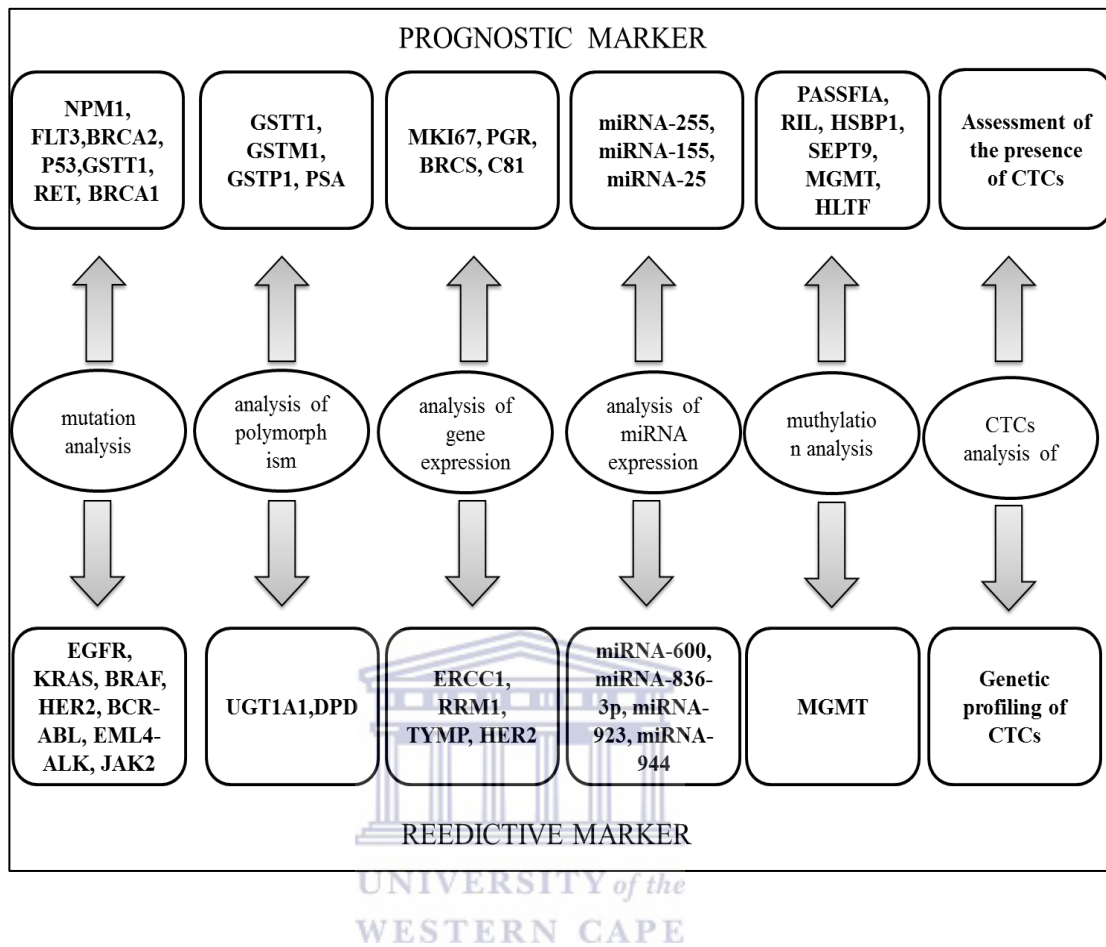 PROGNOSTIC MARKER
NPM1,
FLT3,BRCA2,
P53,GSTT1,
RET, BRCA1
GSTT1,
GSTM1,
GSTP1, PSA
MKI67, PGR,
BRCS, C81
miRNA-255,
miRNA-155,
miRNA-25
PASSFIA,
RIL, HSBP1,
SEPT9,
MGMT,
HLTF
Assessment of
the presence
of CTCs
mutation
analysis
analysis of
polymorph
ism
analysis of
gene
expression
analysis of
miRNA
expression
muthylatio
n analysis
CTCs
analysis of
EGFR,
KRAS, BRAF,
HER2, BCR-
ABL, EML4-
ALK, JAK2
UGT1A1,DPD
ERCC1,
RRM1,
TYMP, HER2
miRNA-600,
miRNA-836-
3p, miRNA-
923, miRNA-
944
MGMT
Genetic
profiling of
CTCs
REEDICTIVE MARKER
UNIVERSITY of the
WESTERN CAPE